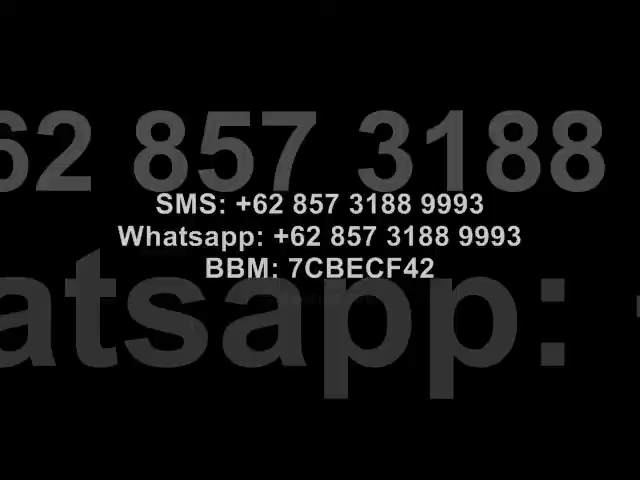 62 857 3188
SMS: +62 857 3188 9993
Whatsapp: +62 857 3188 9993
BBM: 7CBECF42
atsapp: